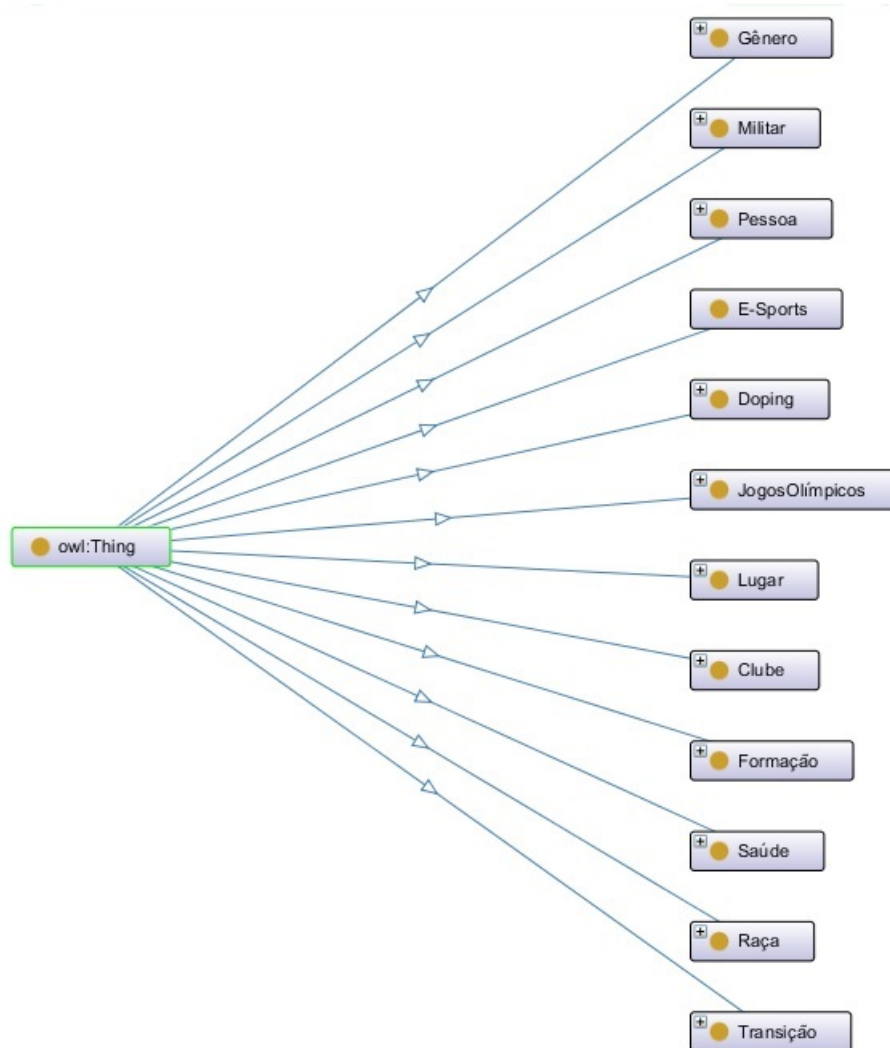 Gênero
Militar
Pessoa
E-Sports
Doping
JogosOlímpicos
owl:Thing
Lugar
Clube
Formação
Saúde
Raça
Transição